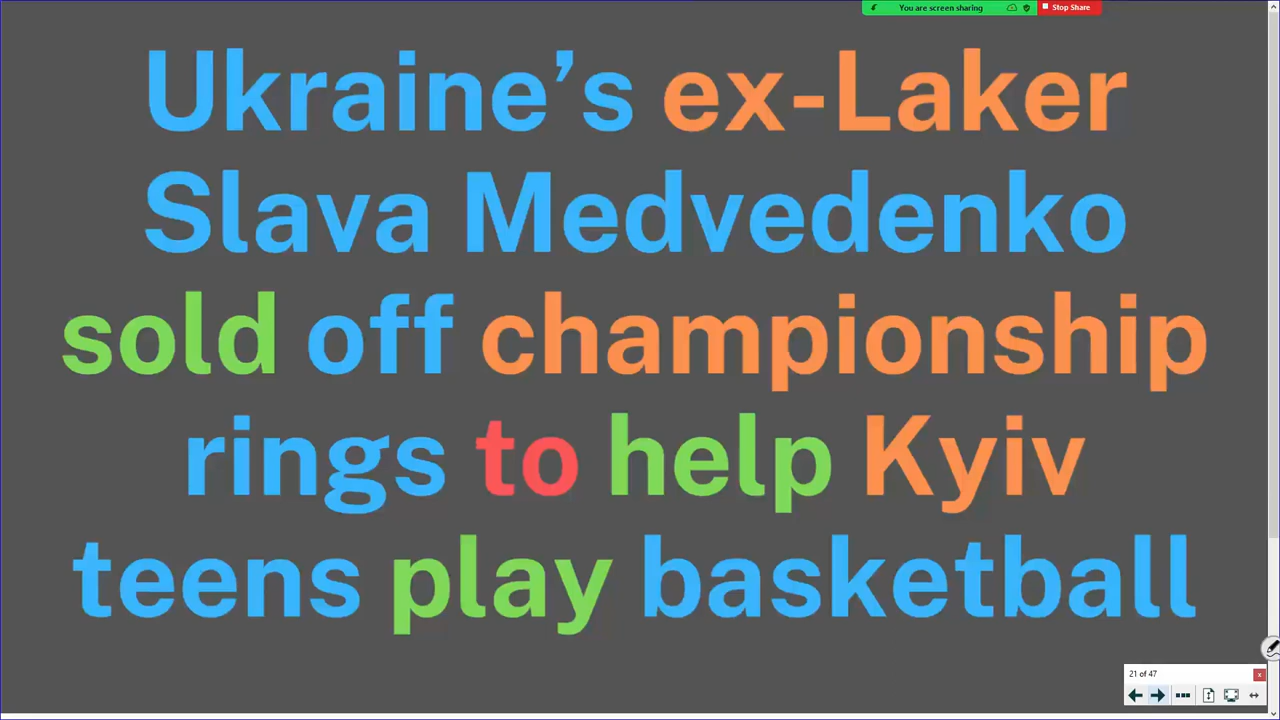 You are screen sharing Stop Share
Ukraine’s ex-Laker
Slava Medvedenko
sold off championship
rings to help Kyiv
teens play basketball
21 of 47